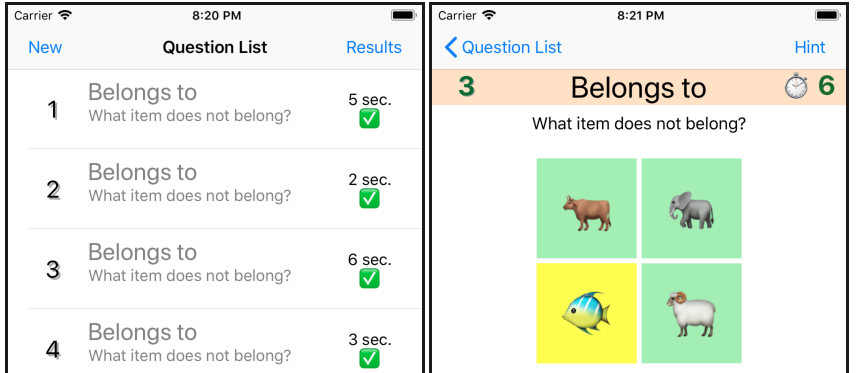 Carrier 8:20 PM
New Question List Results
1 Belongs to 5 sec.
What item does not belong?
2 Belongs to 2 sec.
What item does not belong?
3 Belongs to 6 sec.
What item does not belong?
4 Belongs to 3 sec.
What item does not belong?
Carrier 8:21 PM
Question List Hint
3 Belongs to 6
What item does not belong?